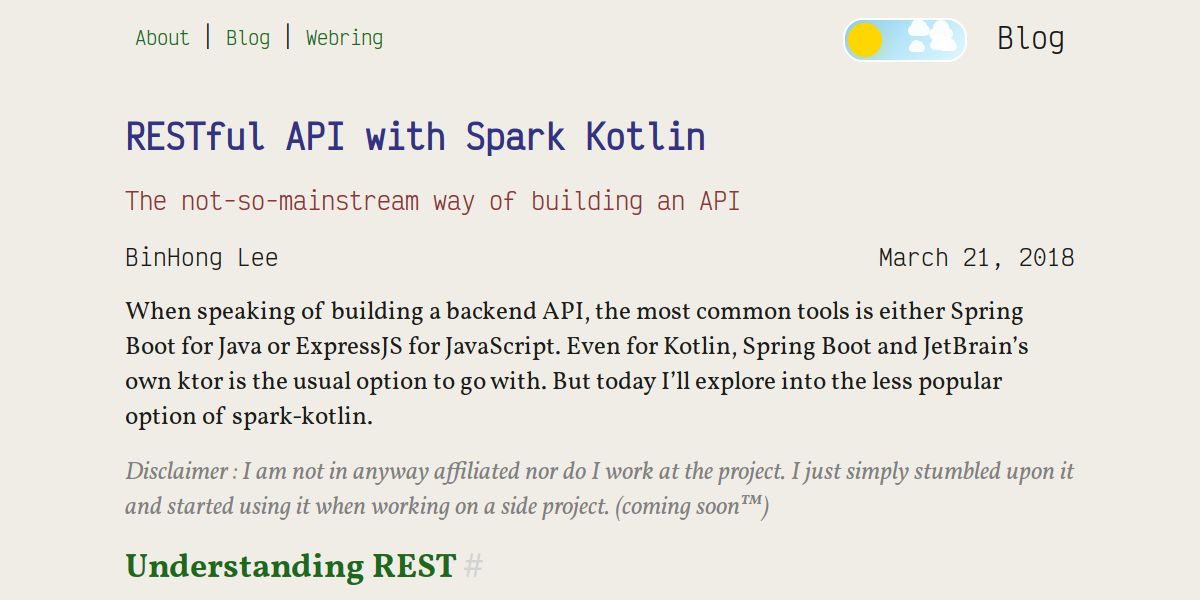 About | Blog | Webring
Blog
RESTful API with Spark Kotlin
The not-so-mainstream way of building an API
BinHong Lee
March 21, 2018
When speaking of building a backend API, the most common tools is either Spring
Boot for Java or ExpressJS for JavaScript. Even for Kotlin, Spring Boot and JetBrain’s
own ktor is the usual option to go with. But today I’ll explore into the less popular
option of spark-kotlin.
Disclaimer : I am not in anyway affiliated nor do I work at the project. I just simply stumbled upon it
and started using it when working on a side project. (coming soon™)
Understanding REST #